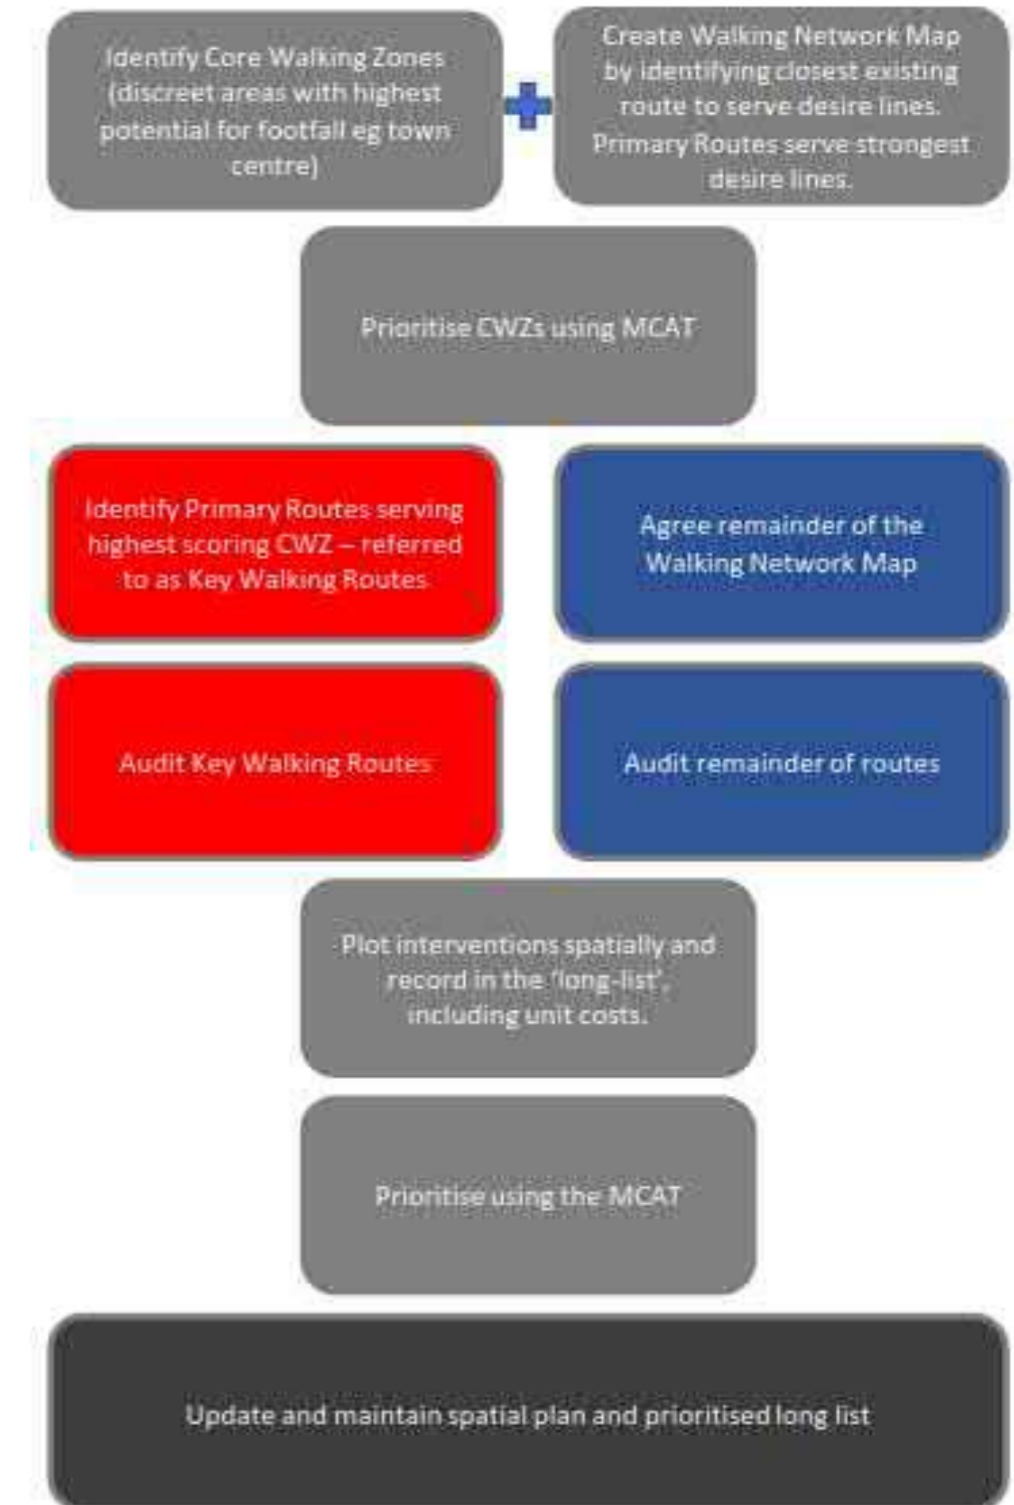 Identify Core Walking Zones
(discreet areas with highest
potential for footfall eg town
centre)
Create Walking Network Map
by identifying closest existing
route to serve desire lines.
Primary Routes serve strongest
desire lines.
Prioritise CWZs using MCAT
Identify Primary Routes serving
highest scoring CWZ – referred
to as Key Walking Routes
Agree remainder of the
Walking Network Map
Audit Key Walking Routes
Audit remainder of routes
Plot interventions spatially and
record in the 'long-list',
including unit costs.
Prioritise using the MCAT
Update and maintain spatial plan and prioritised long list